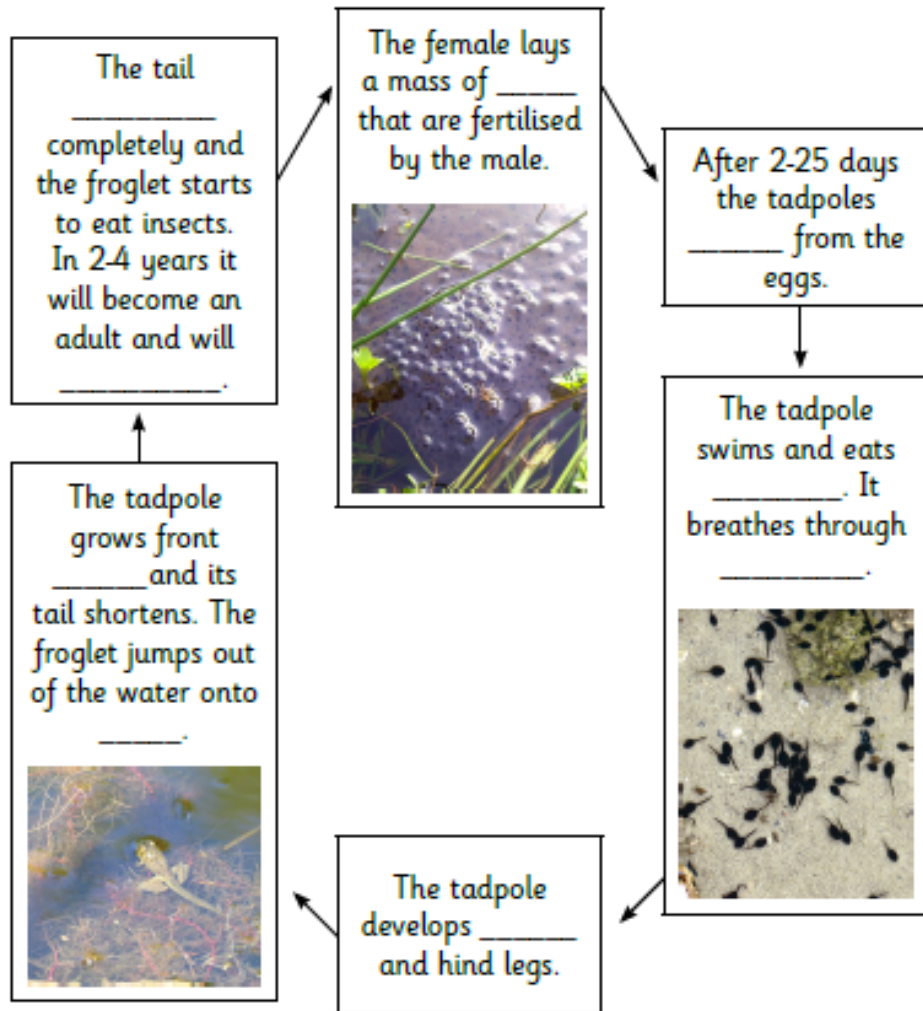 The female lays
a mass of _____
that are fertilised
by the male.
After 2-25 days
the tadpoles
______ from the
eggs.
The tadpole
swims and eats
________. It
breathes through
_________.
The tadpole
develops ______
and hind legs.
The tadpole
grows front
______and its
tail shortens. The
froglet jumps out
of the water onto
_____.
The tail
_________
completely and
the froglet starts
to eat insects.
In 2-4 years it
will become an
adult and will
__________.